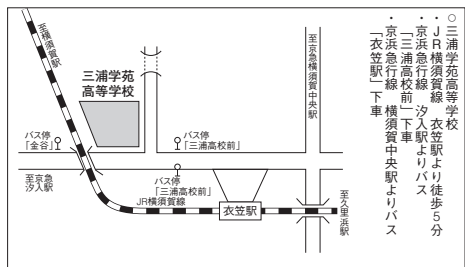 ○三浦学苑高等学校
・JR横須賀線 衣笠駅より徒歩5分
・京浜急行線 汐入駅よりバス
「三浦高校前」下車
・京浜急行線 横須賀中央駅よりバス
「衣笠駅」下車
至横須賀駅
三浦学苑
高等学校
至京急横須賀中央駅
バス停
「金谷」
バス停
「三浦高校前」
至京急
汐入駅
バス停
「三浦高校前」
JR横須賀線
衣笠駅
至久里浜駅